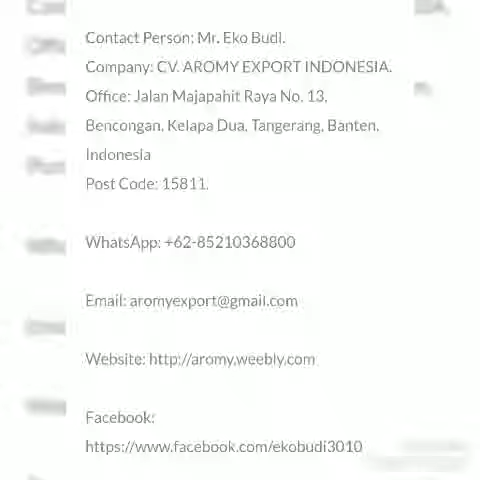 Contact Person: Mr. Eko Budi.
Company: CV. AROMY EXPORT INDONESIA.
Office: Jalan Majapahit Raya No. 13,
Bencongan, Kelapa Dua, Tangerang, Banten,
Indonesia
Post Code: 15811.
WhatsApp: +62-85210368800
Email: aromyexport@gmail.com
Website: http://aromy.weebly.com
Facebook:
https://www.facebook.com/ekobudi3010